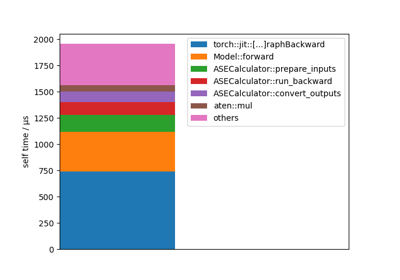 2000
1750
1500
1250
1000
750
500
250
0
self time / µs
torch::jit::[...]raphBackward
Model::forward
ASECalculator::prepare_inputs
ASECalculator::run_backward
ASECalculator::convert_outputs
aten::mul
others